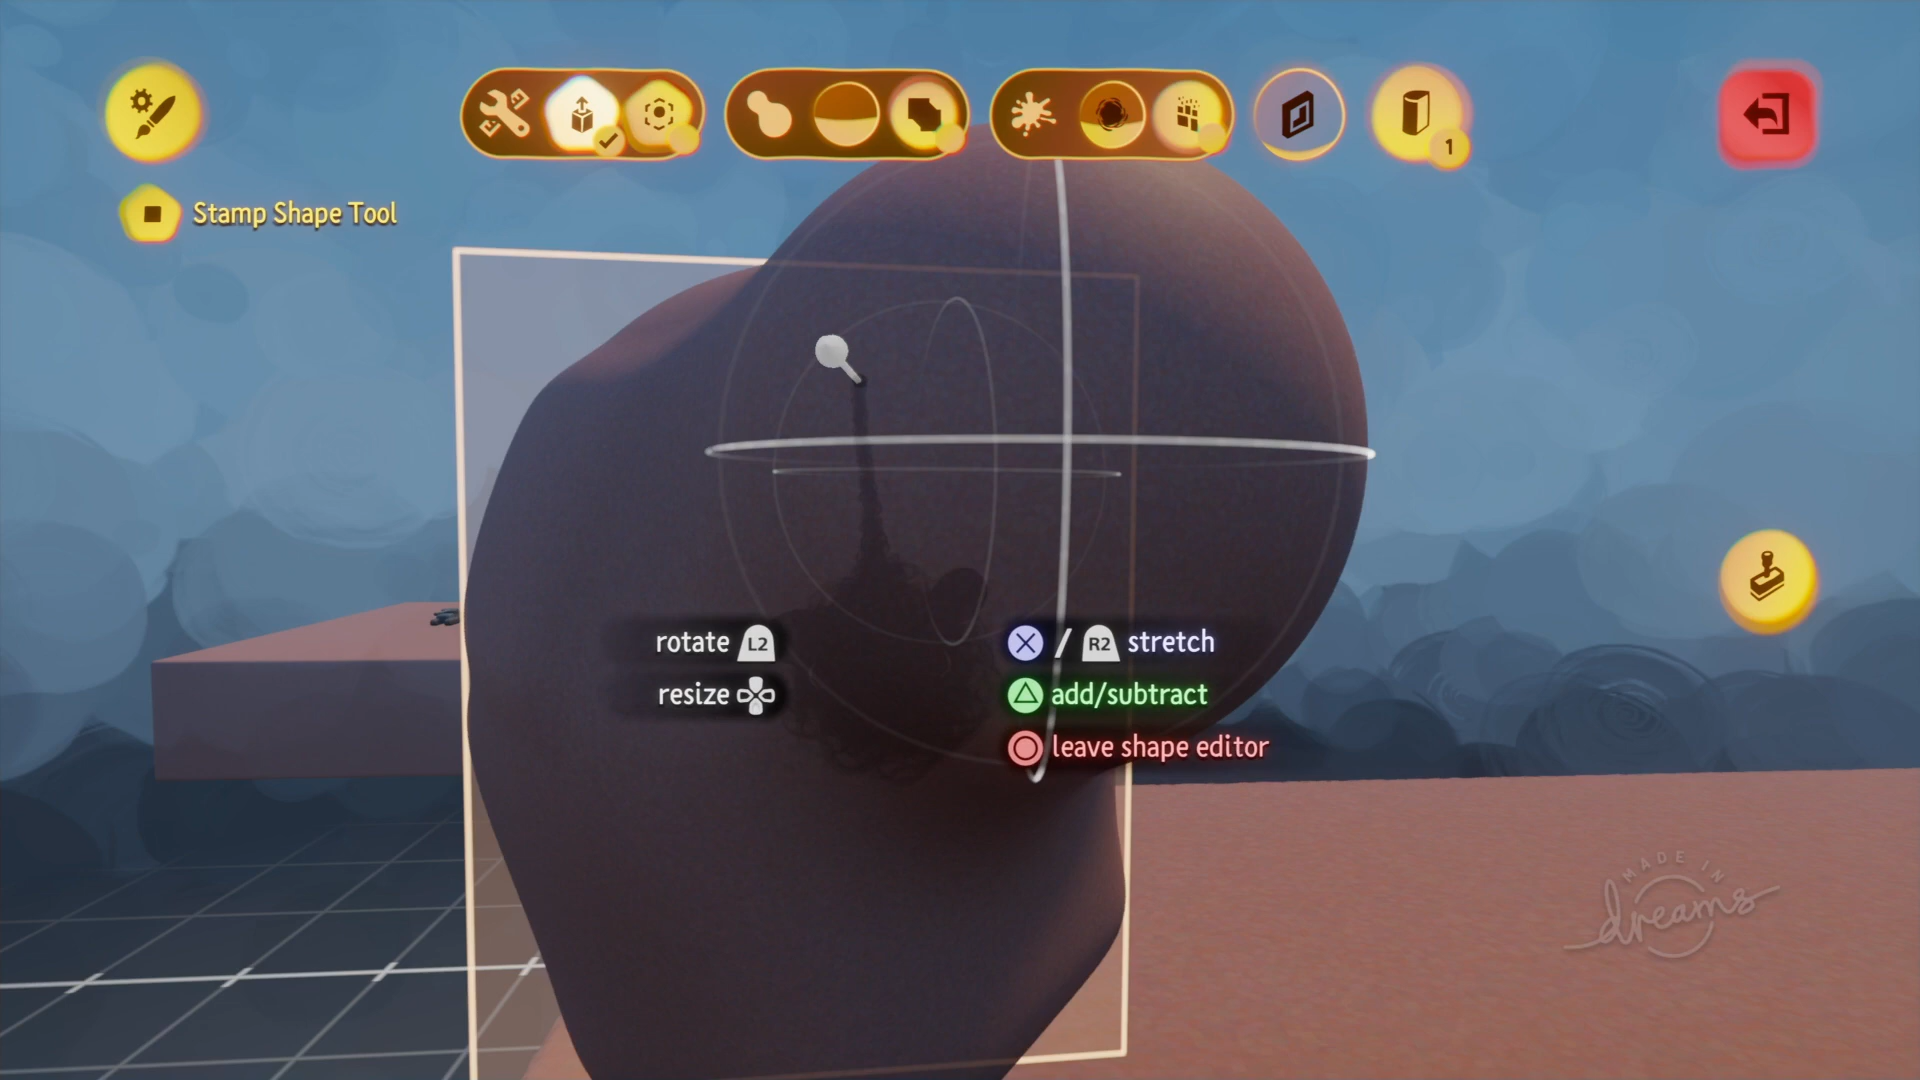 1
Stamp Shape Tool
rotate L2
/ R2 stretch
resize
add/subtract
leave shape editor
MADE IN
dreams